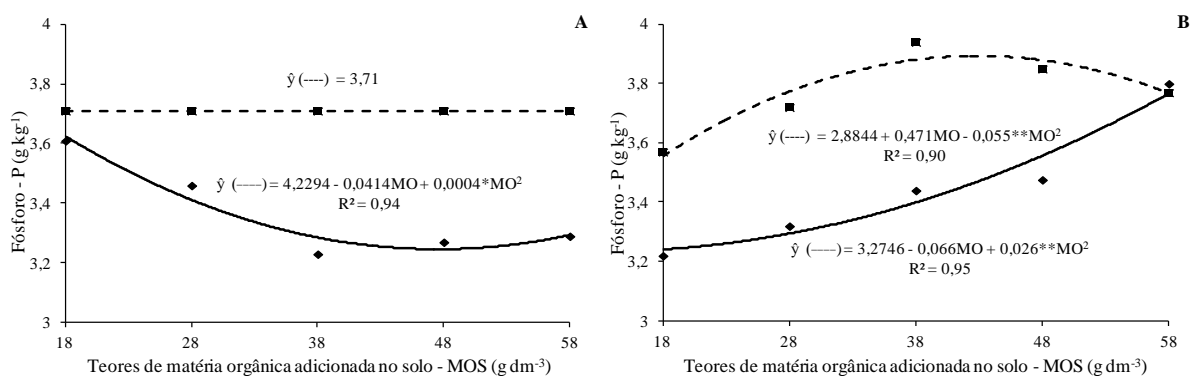 A
Fósforo - P (g kg-1)
4
3,8
3,6
3,4
3,2
3
ŷ (----) = 3,71
ŷ (––––) = 4,2294 - 0,0414MO + 0,0004*MO²
R² = 0,94
18 28 38 48 58
Teores de matéria orgânica adicionada no solo - MOS (g dm-3)
B
Fósforo - P (g kg-1)
4
3,8
3,6
3,4
3,2
3
ŷ (----) = 2,8844 + 0,471MO - 0,055**MO²
R² = 0,90
ŷ (––––) = 3,2746 - 0,066MO + 0,026**MO²
R² = 0,95
18 28 38 48 58
Teores de matéria orgânica adicionada no solo - MOS (g dm-3)